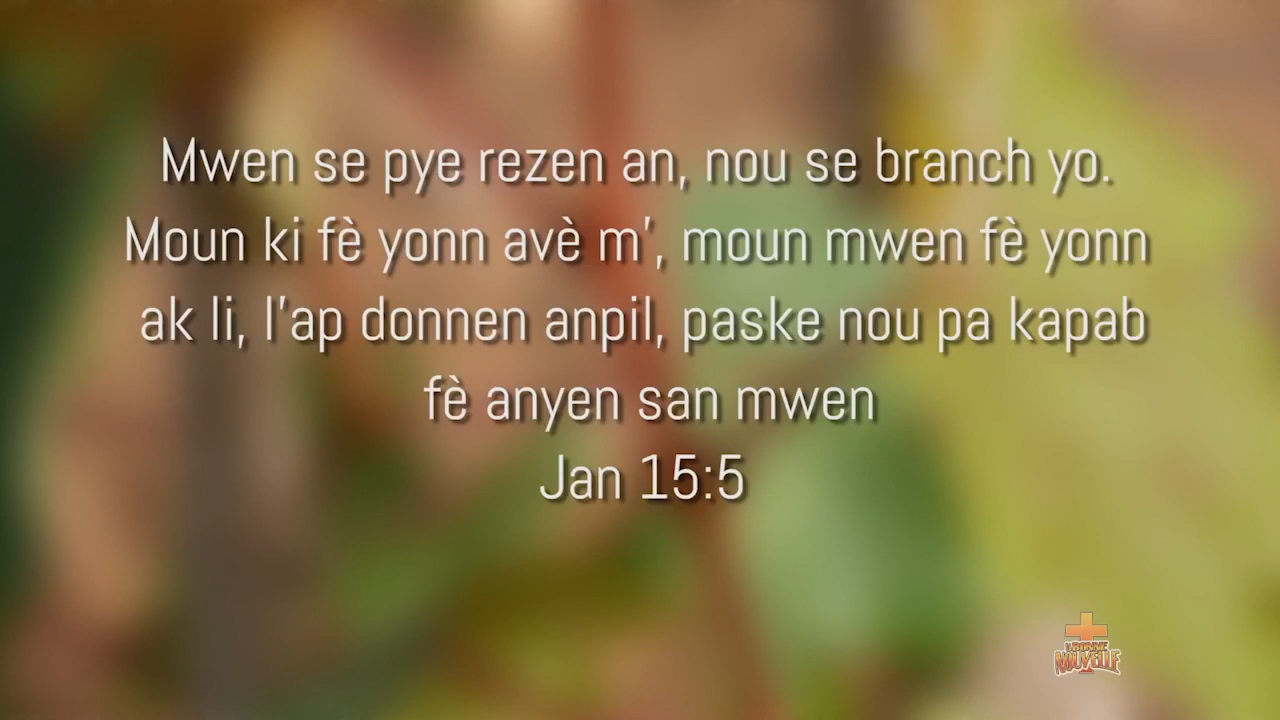 Mwen se pye rezen an, nou se branch yo.
Moun ki fè yonn avè m', moun mwen fè yonn
ak li, l'ap donnen anpil, paske nou pa kapab
fè anyen san mwen
Jan 15:5
NOUVELLE